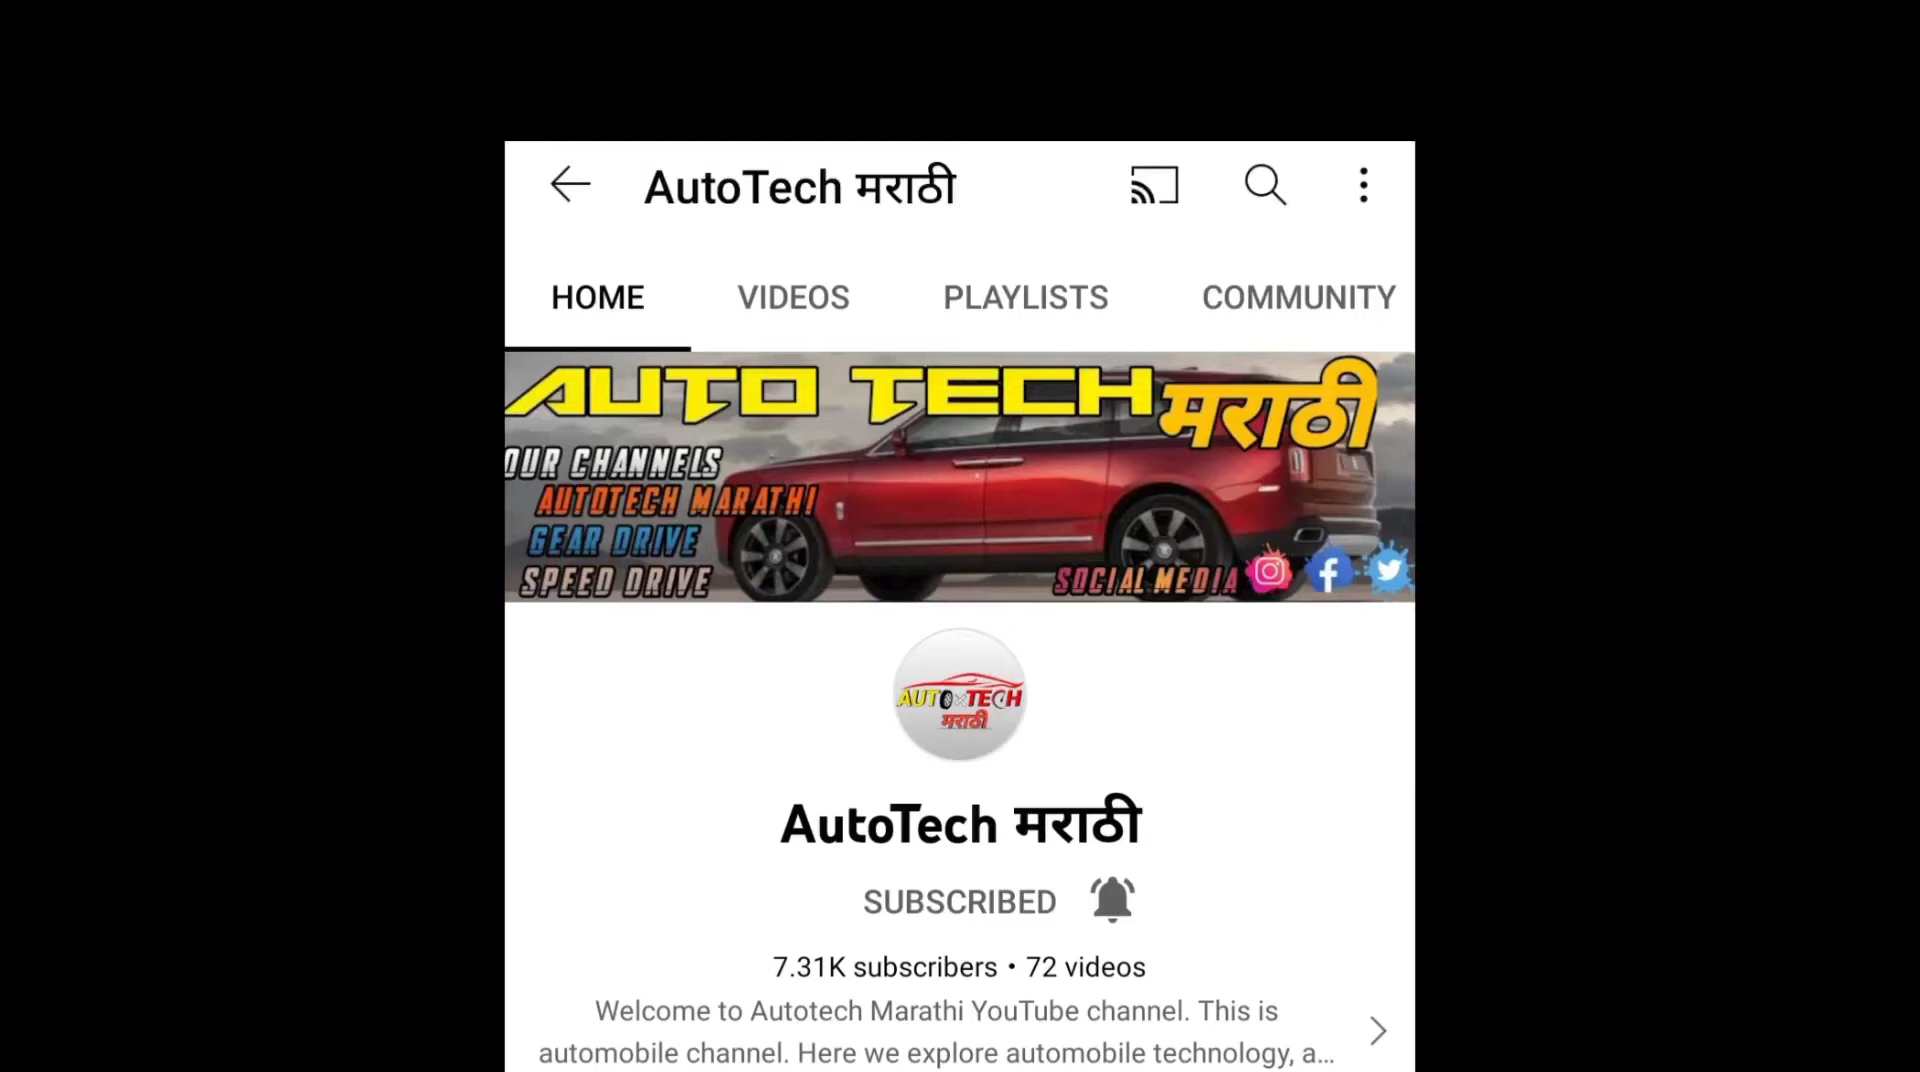 AutoTech मराठी
HOME VIDEOS PLAYLISTS COMMUNITY
AUTO TECH मराठी
OUR CHANNELS
AUTOTECH MARATHI
GEAR DRIVE
SPEED DRIVE
SOCIAL MEDIA
AUTO TECH
मराठी
AutoTech मराठी
SUBSCRIBED
7.31K subscribers • 72 videos
Welcome to Autotech Marathi YouTube channel. This is
automobile channel. Here we explore automobile technology, a...